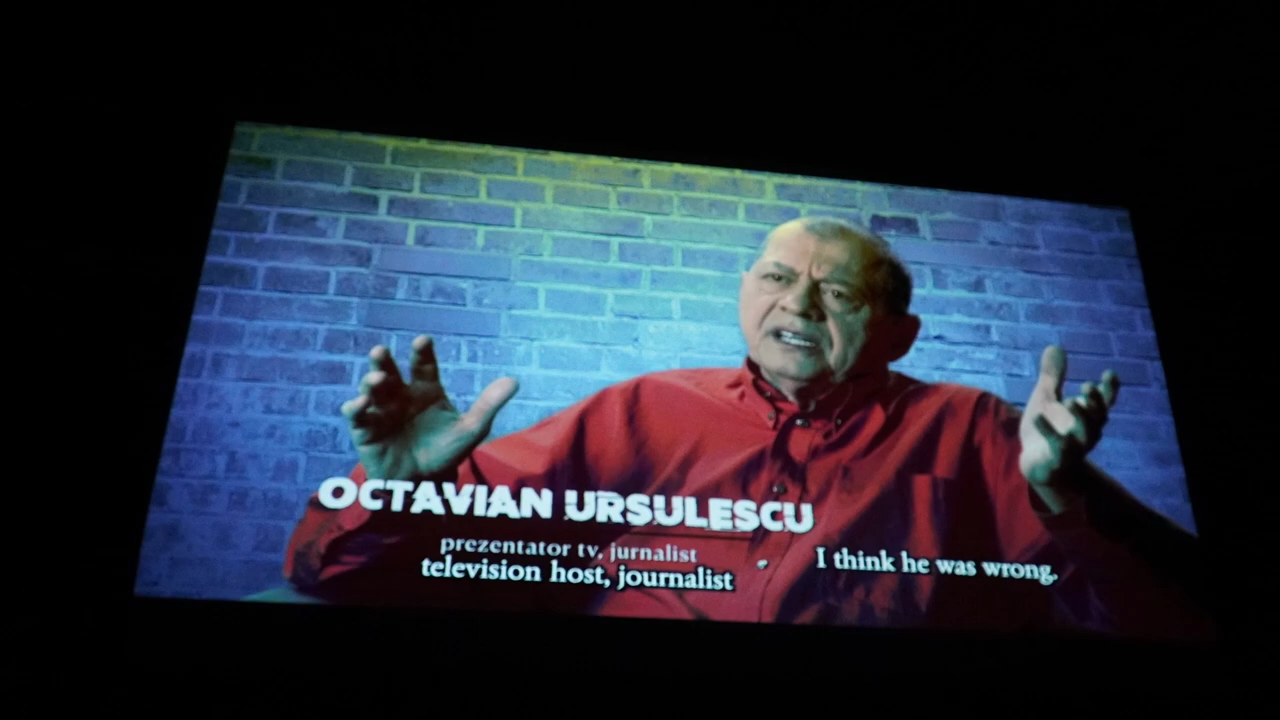 OCTAVIAN URSULESCU
prezentator tv, jurnalist
television host, journalist
I think he was wrong.